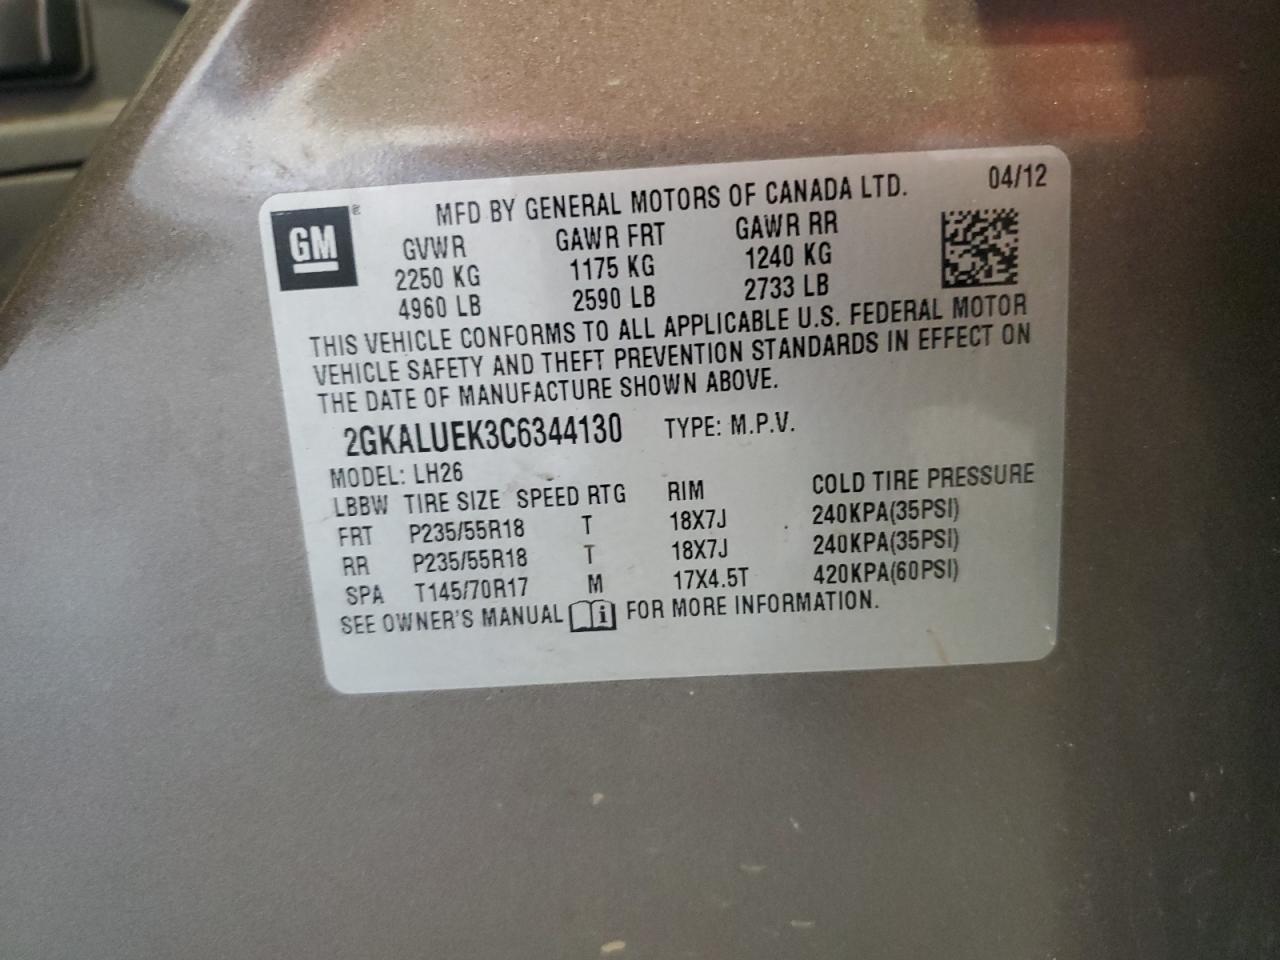 04/12
GM®
MFD BY GENERAL MOTORS OF CANADA LTD.
GVWR GAWR FRT GAWR RR
2250 KG 1175 KG 1240 KG
4960 LB 2590 LB 2733 LB
THIS VEHICLE CONFORMS TO ALL APPLICABLE U.S. FEDERAL MOTOR
VEHICLE SAFETY AND THEFT PREVENTION STANDARDS IN EFFECT ON
THE DATE OF MANUFACTURE SHOWN ABOVE.
2GKALUEK3C6344130 TYPE: M.P.V.
MODEL: LH26
LBBW TIRE SIZE SPEED RTG RIM COLD TIRE PRESSURE
FRT P235/55R18 T 18X7J 240KPA(35PSI)
RR P235/55R18 T 18X7J 240KPA(35PSI)
SPA T145/70R17 M 17X4.5T 420KPA(60PSI)
SEE OWNER'S MANUAL i FOR MORE INFORMATION.